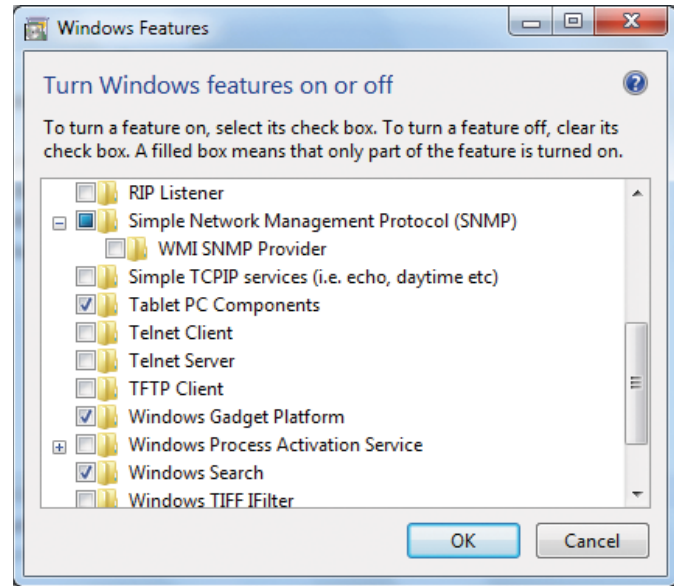 Windows Features
Turn Windows features on or off
To turn a feature on, select its check box. To turn a feature off, clear its
check box. A filled box means that only part of the feature is turned on.
RIP Listener
Simple Network Management Protocol (SNMP)
WMI SNMP Provider
Simple TCPIP services (i.e. echo, daytime etc)
Tablet PC Components
Telnet Client
Telnet Server
TFTP Client
Windows Gadget Platform
Windows Process Activation Service
Windows Search
Windows TIFF IFilter
OK Cancel